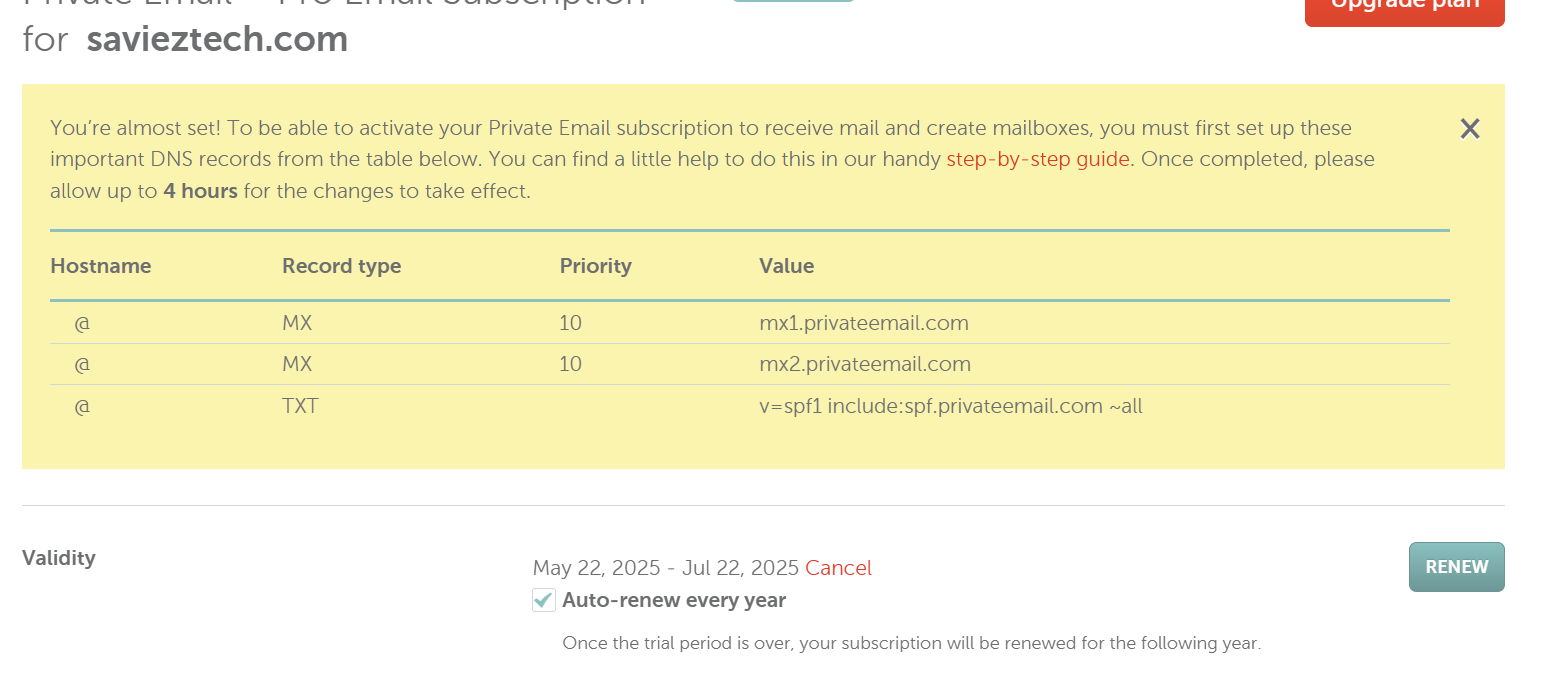 Private Email – Pro Email Subscription
Upgrade plan
for savieztech.com
You’re almost set! To be able to activate your Private Email subscription to receive mail and create mailboxes, you must first set up these
important DNS records from the table below. You can find a little help to do this in our handy step-by-step guide. Once completed, please
allow up to 4 hours for the changes to take effect.
Hostname Record type Priority Value
@ MX 10 mx1.privateemail.com
@ MX 10 mx2.privateemail.com
@ TXT v=spf1 include:spf.privateemail.com ~all
Validity
May 22, 2025 - Jul 22, 2025 Cancel
RENEW
Auto-renew every year
Once the trial period is over, your subscription will be renewed for the following year.